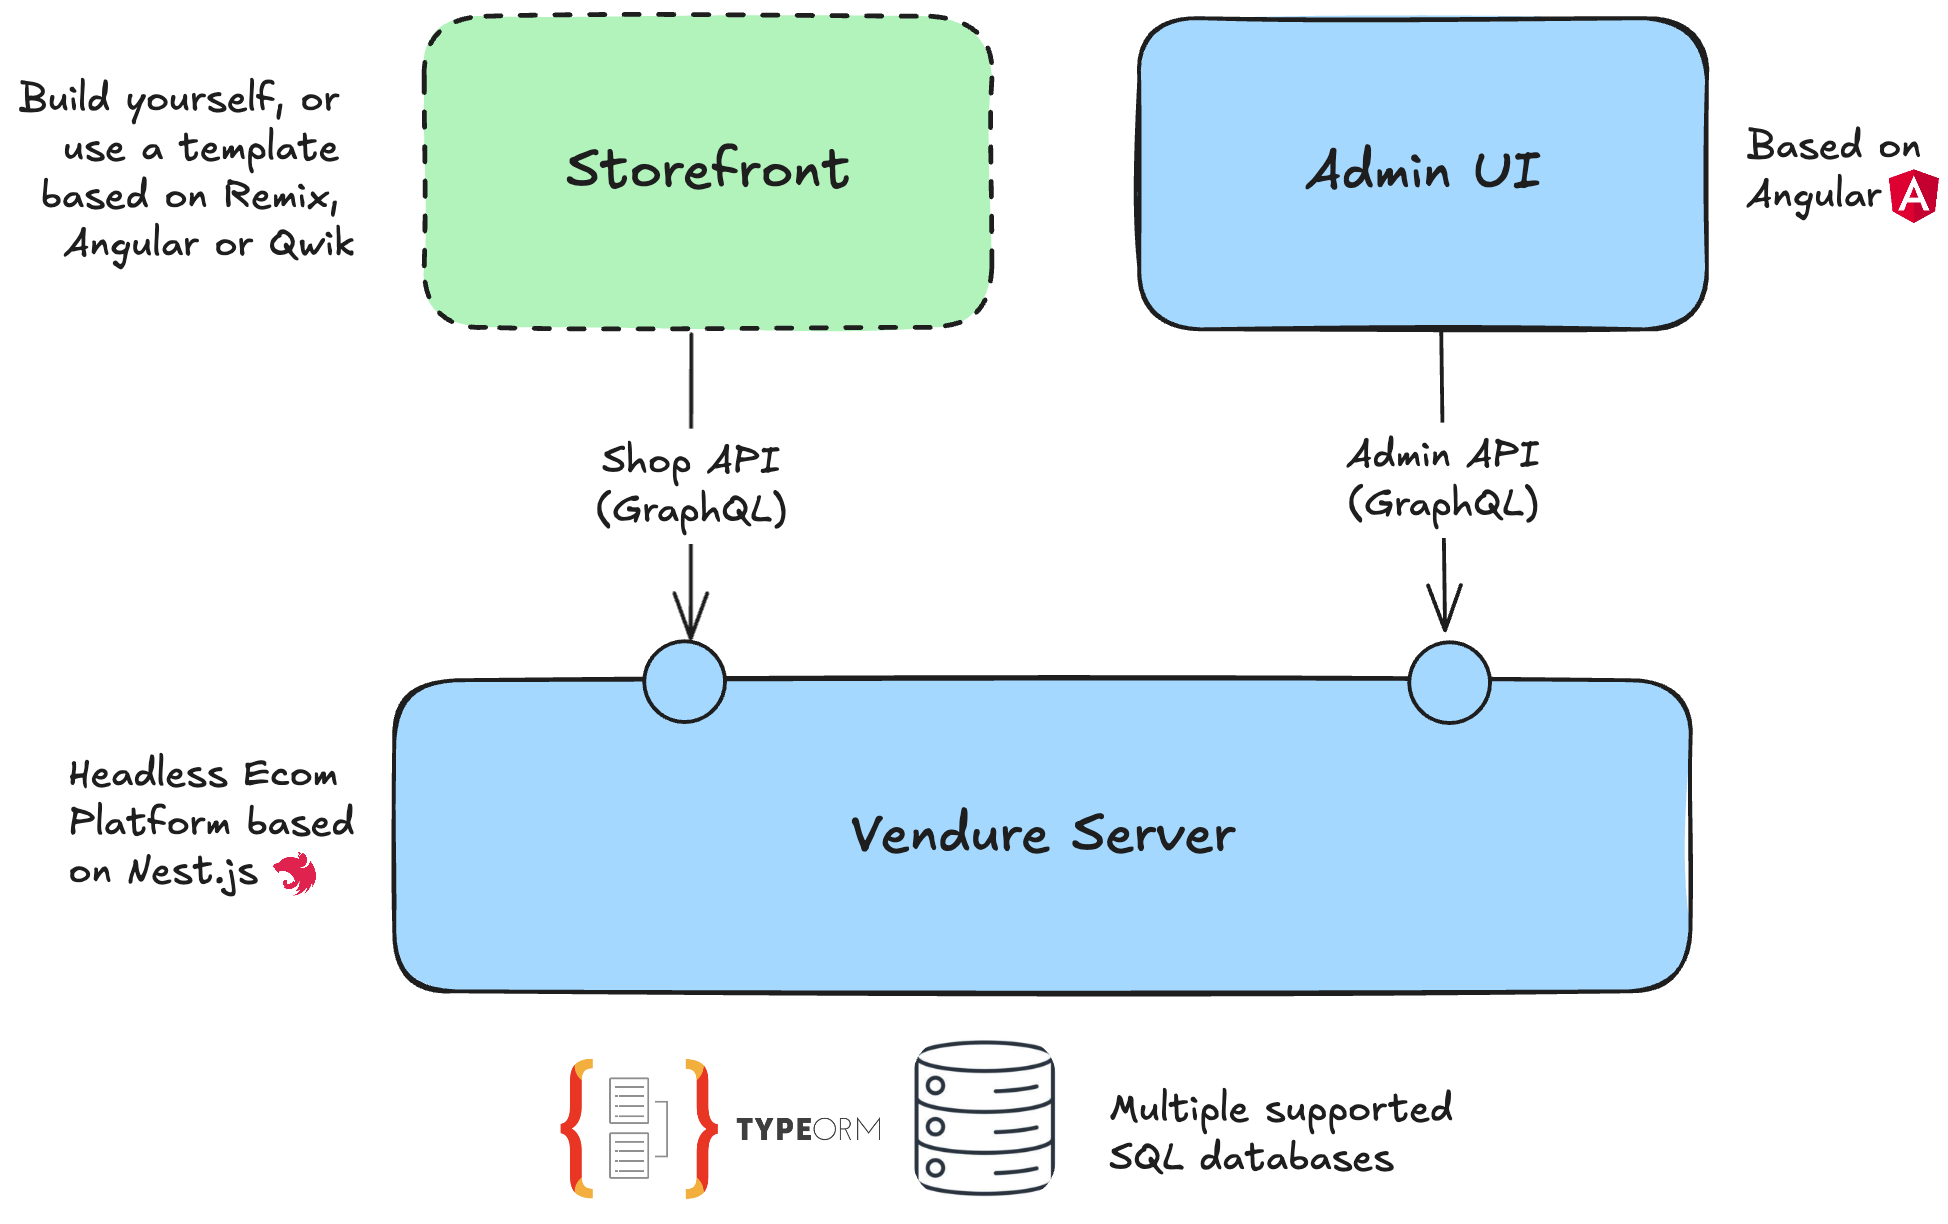 Build yourself, or
use a template
based on Remix,
Angular or Qwik
Storefront
Admin UI
Based on
Angular
A
Shop API
(GraphQL)
Admin API
(GraphQL)
Headless Ecom
Platform based
on Nest.js
Vendure Server
TYPEORM
Multiple supported
SQL databases